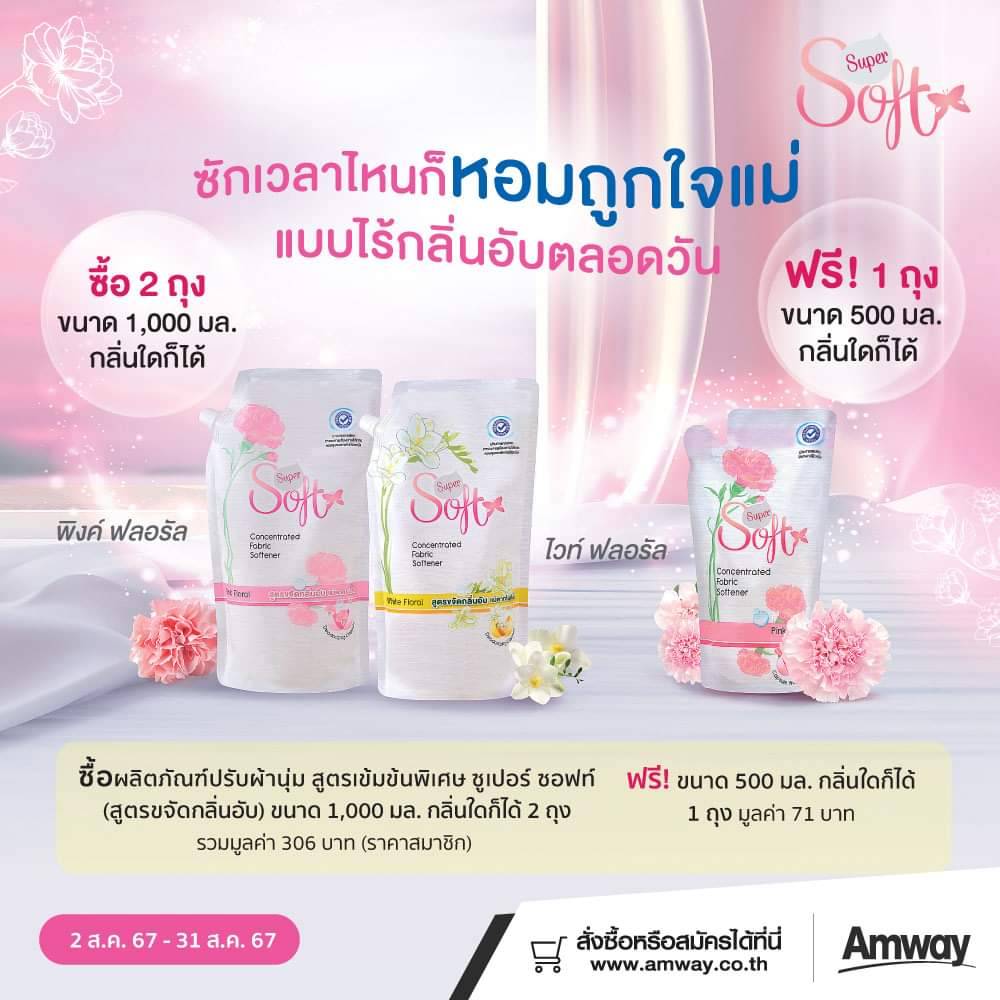 Super
Soft
ซักเวลาไหนก็หอมถูกใจแม่
แบบไร้กลิ่นอับตลอดวัน
ซื้อ 2 ถุง
ขนาด 1,000 มล.
กลิ่นใดก็ได้
ฟรี! 1 ถุง
ขนาด 500 มล.
กลิ่นใดก็ได้
พิงค์ ฟลอรัล
Super
Soft
Concentrated
Fabric
Softener
Floral
สูตรขจัดกลิ่นอับ
Super
Soft
Concentrated
Fabric
Softener
White Floral
สูตรขจัดกลิ่นอับ
ไวท์ ฟลอรัล
Super
Soft
Concentrated
Fabric
Softener
Pink
ซื้อผลิตภัณฑ์ปรับผ้านุ่ม สูตรเข้มข้นพิเศษ ซูเปอร์ ซอฟท์
(สูตรขจัดกลิ่นอับ) ขนาด 1,000 มล. กลิ่นใดก็ได้ 2 ถุง
รวมมูลค่า 306 บาท (ราคาสมาชิก)
ฟรี! ขนาด 500 มล. กลิ่นใดก็ได้
1 ถุง มูลค่า 71 บาท
2 ส.ค. 67 - 31 ส.ค. 67
สั่งซื้อหรือสมัครได้ที่นี่
www.amway.co.th
Amway